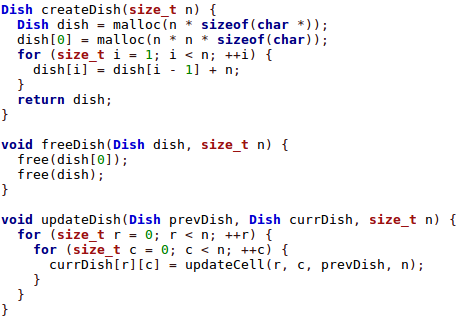 Dish createDish(size_t n) {
  Dish dish = malloc(n * sizeof(char *));
  dish[0] = malloc(n * n * sizeof(char));
  for (size_t i = 1; i < n; ++i) {
    dish[i] = dish[i - 1] + n;
  }
  return dish;
}

void freeDish(Dish dish, size_t n) {
  free(dish[0]);
  free(dish);
}

void updateDish(Dish prevDish, Dish currDish, size_t n) {
  for (size_t r = 0; r < n; ++r) {
    for (size_t c = 0; c < n; ++c) {
      currDish[r][c] = updateCell(r, c, prevDish, n);
    }
  }
}